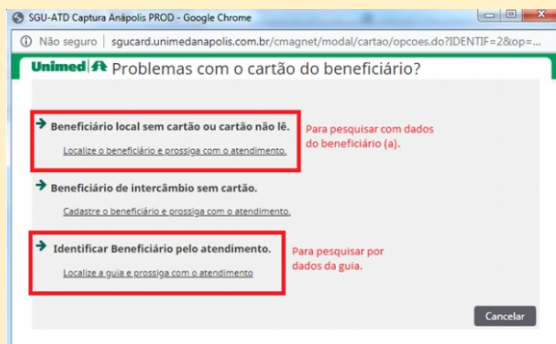 SGU-ATD Captura Anápolis PROD - Google Chrome
Não seguro | sgucard.unimedanapolis.com.br/cmagnet/modal/cartao/opcoes.do?IDENTIF=2&op=...
Unimed Problemas com o cartão do beneficiário?
Beneficiário local sem cartão ou cartão não lê.
Localize o beneficiário e prossiga com o atendimento.
Para pesquisar com dados
do beneficiário (a).
Beneficiário de intercâmbio sem cartão.
Cadastre o beneficiário e prossiga com o atendimento.
Identificar Beneficiário pelo atendimento.
Localize a guia e prossiga com o atendimento
Para pesquisar por
dados da guia.
Cancelar